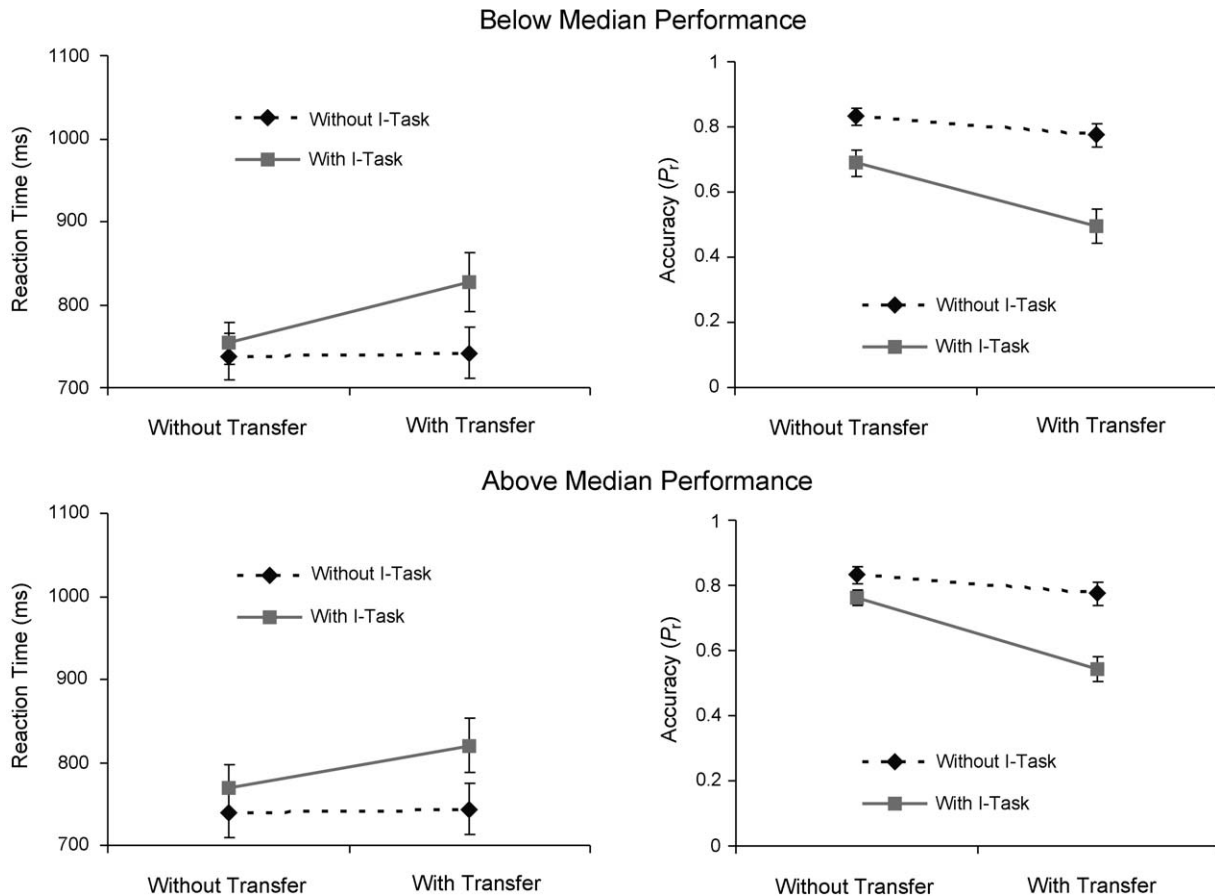 Below Median Performance
Reaction Time (ms)
1100
1000
900
800
700
Without I-Task
With I-Task
Without Transfer
With Transfer
Accuracy (Pr)
1
0.8
0.6
0.4
0.2
0
Without I-Task
With I-Task
Without Transfer
With Transfer
Above Median Performance
Reaction Time (ms)
1100
1000
900
800
700
Without I-Task
With I-Task
Without Transfer
With Transfer
Accuracy (Pr)
1
0.8
0.6
0.4
0.2
0
Without I-Task
With I-Task
Without Transfer
With Transfer